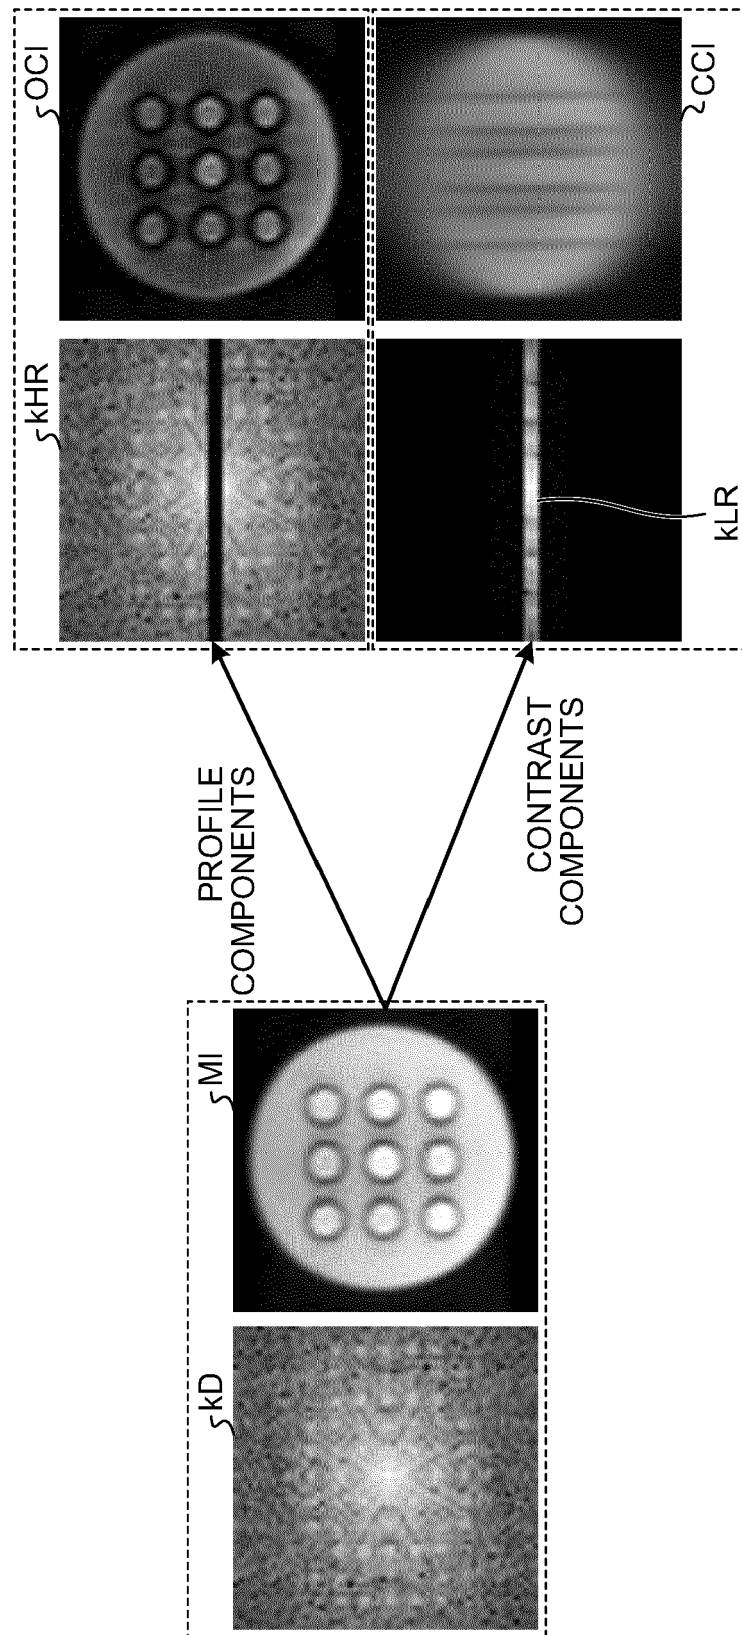 kD
MI
PROFILE
COMPONENTS
CONTRAST
COMPONENTS
kHR
OCI
kLR
CCI